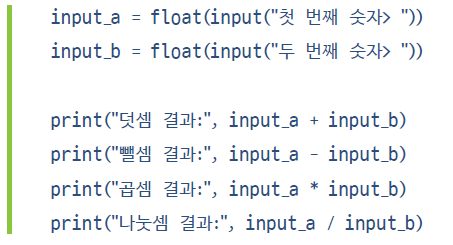 input_a = float(input("첫 번째 숫자> "))
input_b = float(input("두 번째 숫자> "))
print("덧셈 결과:", input_a + input_b)
print("뺄셈 결과:", input_a - input_b)
print("곱셈 결과:", input_a * input_b)
print("나눗셈 결과:", input_a / input_b)